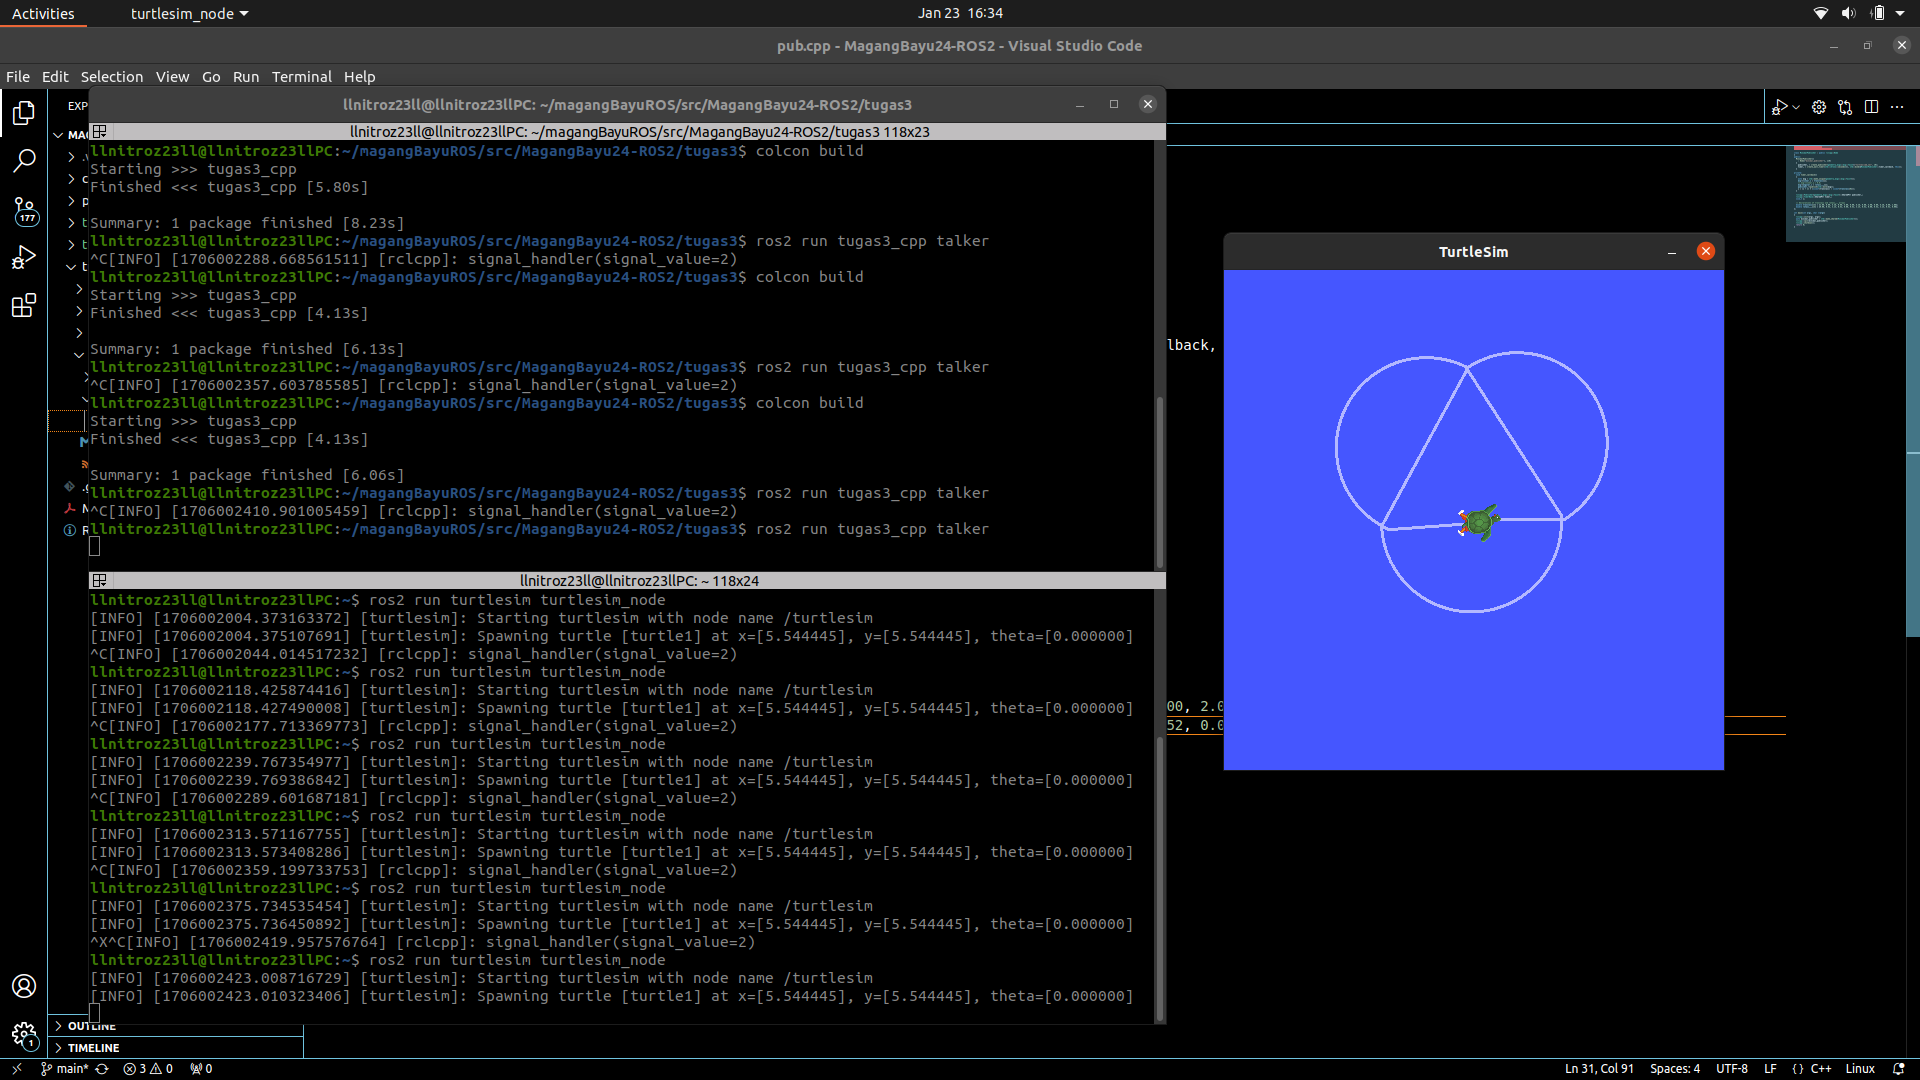 Activities
turtlesim_node
Jan 23 16:34
pub.cpp - MagangBayu24-ROS2 - Visual Studio Code
File Edit Selection View Go Run Terminal Help
EXP
MAG
177
llnitroz23ll@llnitroz23llPC: ~/magangBayuROS/src/MagangBayu24-ROS2/tugas3
llnitroz23ll@llnitroz23llPC: ~/magangBayuROS/src/MagangBayu24-ROS2/tugas3 118x23
llnitroz23ll@llnitroz23llPC:~/magangBayuROS/src/MagangBayu24-ROS2/tugas3$ colcon build
Starting >>> tugas3_cpp
Finished <<< tugas3_cpp [5.80s]
Summary: 1 package finished [8.23s]
llnitroz23ll@llnitroz23llPC:~/magangBayuROS/src/MagangBayu24-ROS2/tugas3$ ros2 run tugas3_cpp talker
^C[INFO] [1706002288.668561511] [rclcpp]: signal_handler(signal_value=2)
llnitroz23ll@llnitroz23llPC:~/magangBayuROS/src/MagangBayu24-ROS2/tugas3$ colcon build
Starting >>> tugas3_cpp
Finished <<< tugas3_cpp [4.13s]
Summary: 1 package finished [6.13s]
llnitroz23ll@llnitroz23llPC:~/magangBayuROS/src/MagangBayu24-ROS2/tugas3$ ros2 run tugas3_cpp talker
^C[INFO] [1706002357.603785585] [rclcpp]: signal_handler(signal_value=2)
llnitroz23ll@llnitroz23llPC:~/magangBayuROS/src/MagangBayu24-ROS2/tugas3$ colcon build
Starting >>> tugas3_cpp
Finished <<< tugas3_cpp [4.13s]
Summary: 1 package finished [6.06s]
llnitroz23ll@llnitroz23llPC:~/magangBayuROS/src/MagangBayu24-ROS2/tugas3$ ros2 run tugas3_cpp talker
^C[INFO] [1706002410.901005459] [rclcpp]: signal_handler(signal_value=2)
llnitroz23ll@llnitroz23llPC:~/magangBayuROS/src/MagangBayu24-ROS2/tugas3$ ros2 run tugas3_cpp talker
llnitroz23ll@llnitroz23llPC: ~ 118x24
llnitroz23ll@llnitroz23llPC:~$ ros2 run turtlesim turtlesim_node
[INFO] [1706002004.373163372] [turtlesim]: Starting turtlesim with node name /turtlesim
[INFO] [1706002004.375107691] [turtlesim]: Spawning turtle [turtle1] at x=[5.544445], y=[5.544445], theta=[0.000000]
^C[INFO] [1706002044.014517232] [rclcpp]: signal_handler(signal_value=2)
llnitroz23ll@llnitroz23llPC:~$ ros2 run turtlesim turtlesim_node
[INFO] [1706002118.425874416] [turtlesim]: Starting turtlesim with node name /turtlesim
[INFO] [1706002118.427490008] [turtlesim]: Spawning turtle [turtle1] at x=[5.544445], y=[5.544445], theta=[0.000000]
^C[INFO] [1706002177.713369773] [rclcpp]: signal_handler(signal_value=2)
llnitroz23ll@llnitroz23llPC:~$ ros2 run turtlesim turtlesim_node
[INFO] [1706002239.767354977] [turtlesim]: Starting turtlesim with node name /turtlesim
[INFO] [1706002239.769386842] [turtlesim]: Spawning turtle [turtle1] at x=[5.544445], y=[5.544445], theta=[0.000000]
^C[INFO] [1706002289.601687181] [rclcpp]: signal_handler(signal_value=2)
llnitroz23ll@llnitroz23llPC:~$ ros2 run turtlesim turtlesim_node
[INFO] [1706002313.571167755] [turtlesim]: Starting turtlesim with node name /turtlesim
[INFO] [1706002313.573408286] [turtlesim]: Spawning turtle [turtle1] at x=[5.544445], y=[5.544445], theta=[0.000000]
^C[INFO] [1706002359.199733753] [rclcpp]: signal_handler(signal_value=2)
llnitroz23ll@llnitroz23llPC:~$ ros2 run turtlesim turtlesim_node
[INFO] [1706002375.734535454] [turtlesim]: Starting turtlesim with node name /turtlesim
[INFO] [1706002375.736450892] [turtlesim]: Spawning turtle [turtle1] at x=[5.544445], y=[5.544445], theta=[0.000000]
^X^C[INFO] [1706002419.957576764] [rclcpp]: signal_handler(signal_value=2)
llnitroz23ll@llnitroz23llPC:~$ ros2 run turtlesim turtlesim_node
[INFO] [1706002423.008716729] [turtlesim]: Starting turtlesim with node name /turtlesim
[INFO] [1706002423.010323406] [turtlesim]: Spawning turtle [turtle1] at x=[5.544445], y=[5.544445], theta=[0.000000]
TurtleSim
lback,
00, 2.0
52, 0.0
1
OUTLINE
TIMELINE
main* 3 0 0
Ln 31, Col 91 Spaces: 4 UTF-8 LF {} C++ Linux